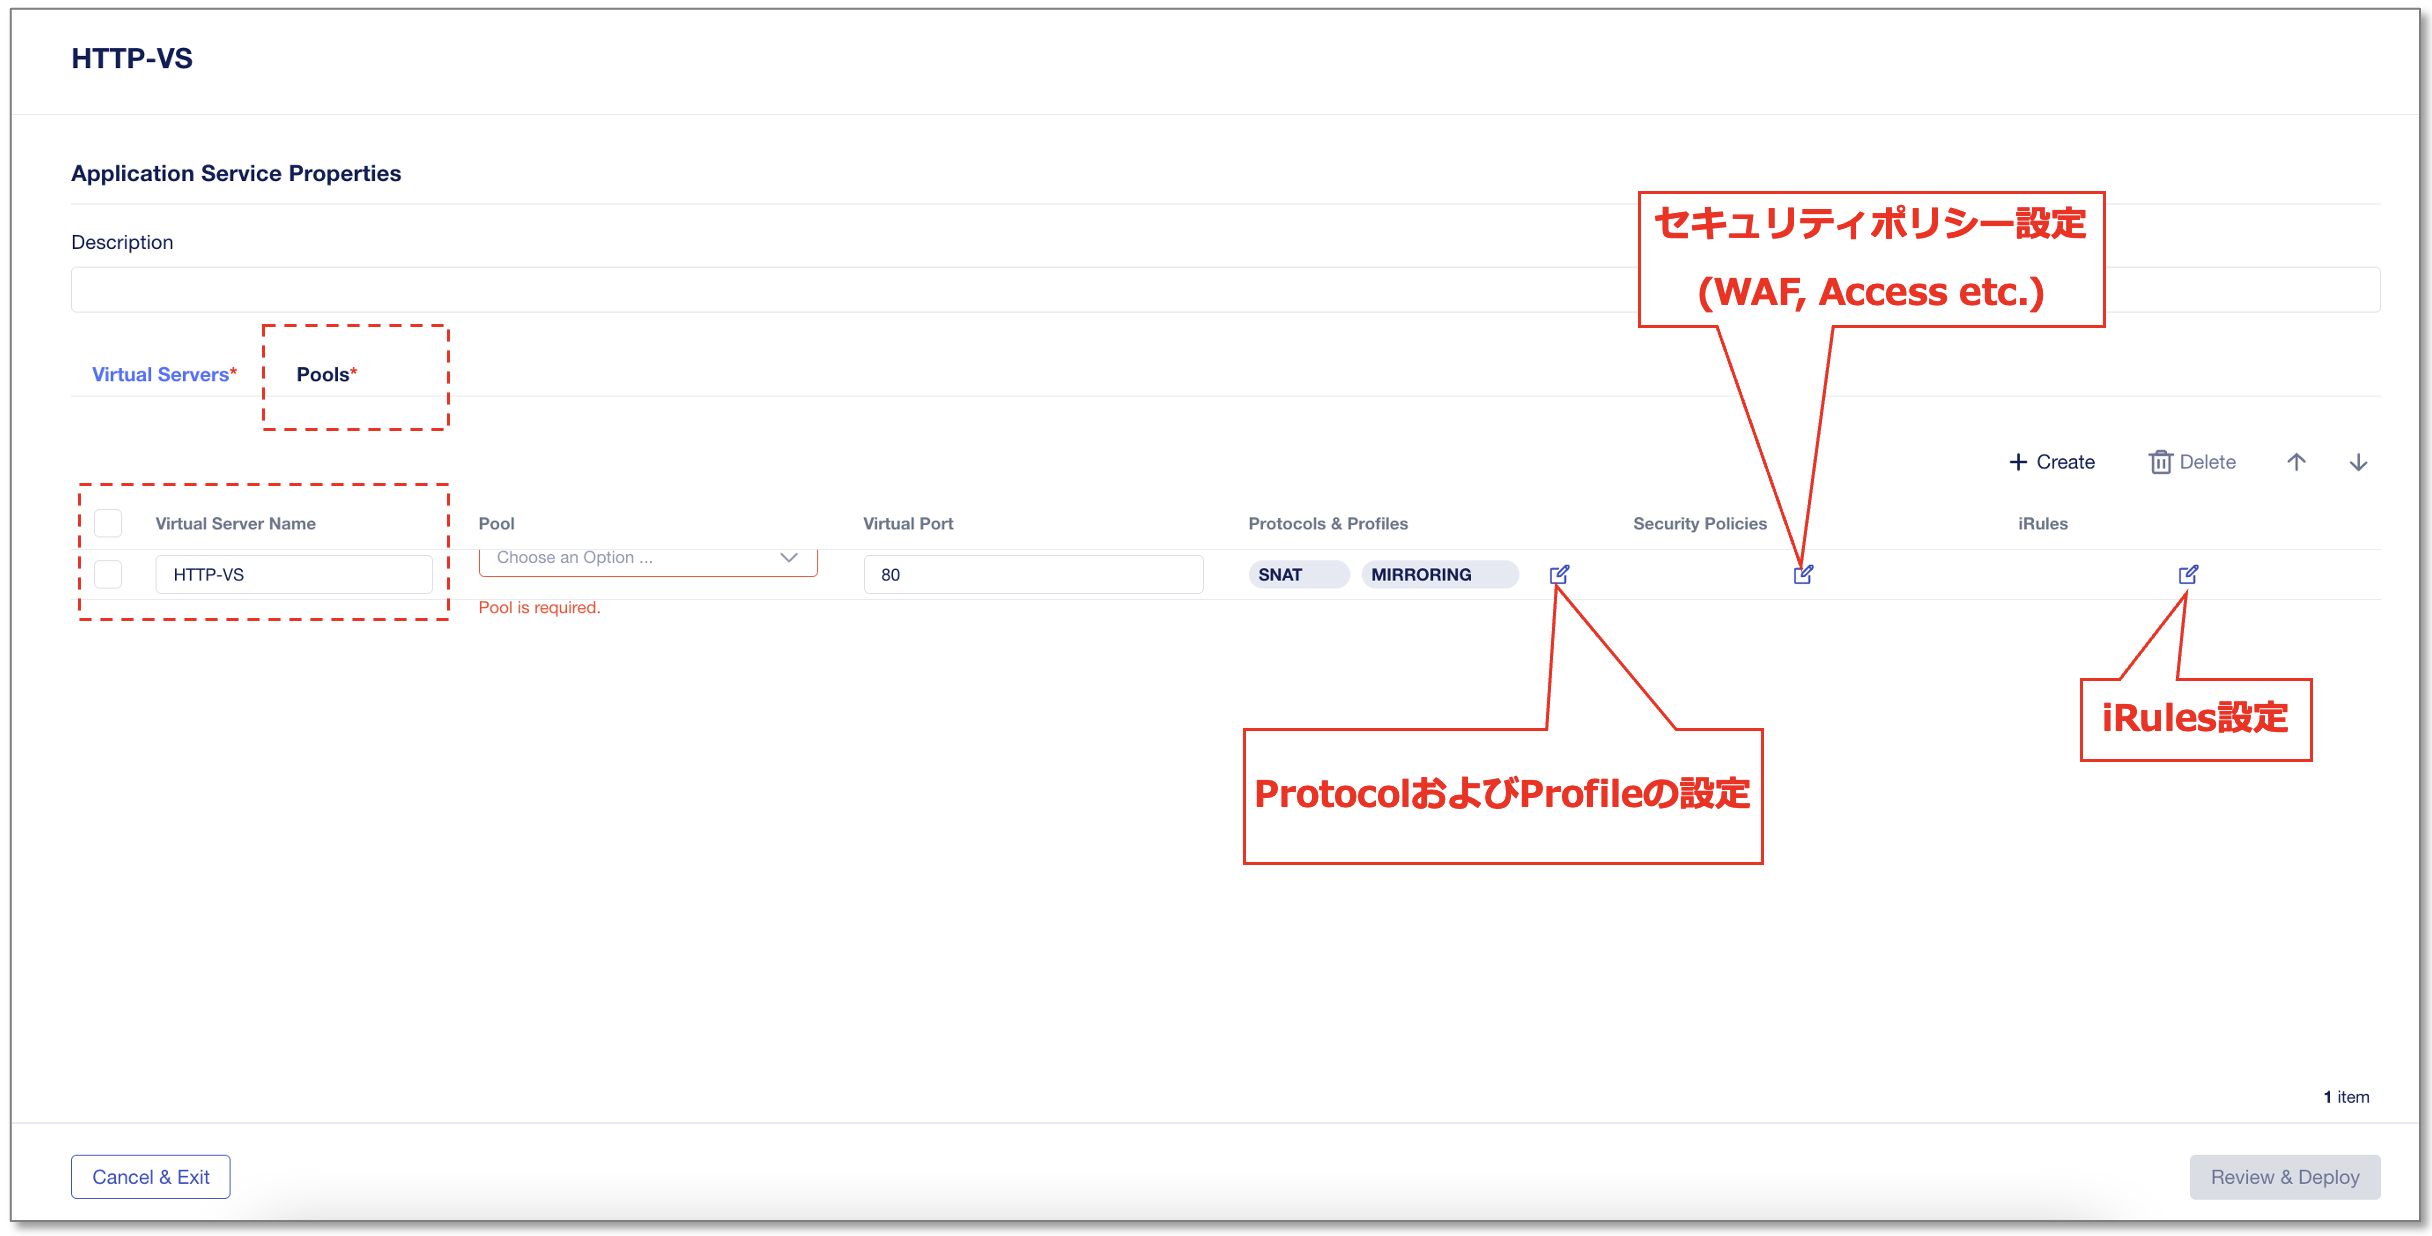 HTTP-VS
Application Service Properties
Description
セキュリティポリシー設定
(WAF, Access etc.)
Virtual Servers*
Pools*
Create
Delete
Virtual Server Name
Pool
Virtual Port
Protocols & Profiles
Security Policies
iRules
HTTP-VS
Choose an Option ...
80
SNAT
MIRRORING
Pool is required.
iRules設定
ProtocolおよびProfileの設定
1 item
Cancel & Exit
Review & Deploy